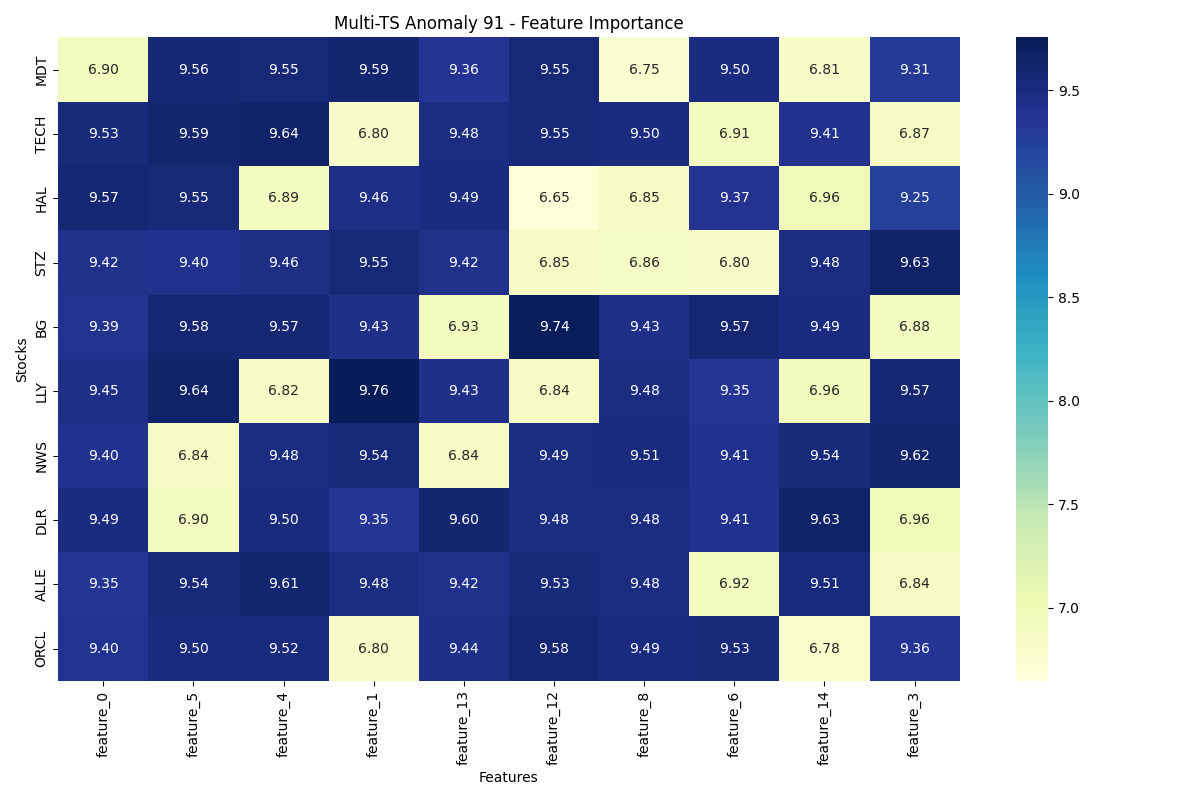 Multi-TS Anomaly 91 - Feature Importance
MDT 6.90 9.56 9.55 9.59 9.36 9.55 6.75 9.50 6.81 9.31
TECH 9.53 9.59 9.64 6.80 9.48 9.55 9.50 6.91 9.41 6.87
HAL 9.57 9.55 6.89 9.46 9.49 6.65 6.85 9.37 6.96 9.25
STZ 9.42 9.40 9.46 9.55 9.42 6.85 6.86 6.80 9.48 9.63
BG 9.39 9.58 9.57 9.43 6.93 9.74 9.43 9.57 9.49 6.88
LLY 9.45 9.64 6.82 9.76 9.43 6.84 9.48 9.35 6.96 9.57
NWS 9.40 6.84 9.48 9.54 6.84 9.49 9.51 9.41 9.54 9.62
DLR 9.49 6.90 9.50 9.35 9.60 9.48 9.48 9.41 9.63 6.96
ALLE 9.35 9.54 9.61 9.48 9.42 9.53 9.48 6.92 9.51 6.84
ORCL 9.40 9.50 9.52 6.80 9.44 9.58 9.49 9.53 6.78 9.36
feature_0 feature_5 feature_4 feature_1 feature_13 feature_12 feature_8 feature_6 feature_14 feature_3
Features
Stocks
9.5
9.0
8.5
8.0
7.5
7.0